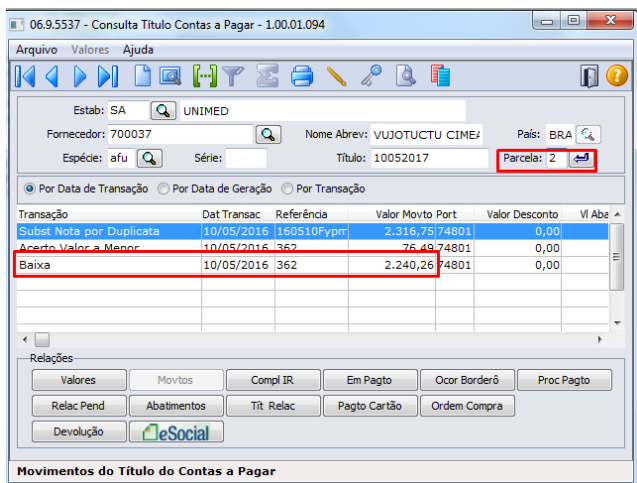 06.9.5537 - Consulta Título Contas a Pagar - 1.00.01.094
Arquivo Valores Ajuda
Estab: SA UNIMED
Fornecedor: 700037 Nome Abrev: VUJOTUCTU CIME País: BRA
Espécie: afu Série: Título: 10052017 Parcela: 2
Por Data de Transação Por Data de Geração Por Transação
Transação Dat Transac Referência Valor Movto Port Valor Desconto Vl Aba
Subst Nota por Duplicata 10/05/2016 160510Fypm 2.316,75 74801 0,00
Acerto Valor a Menor 10/05/2016 362 76,49 74801 0,00
Baixa 10/05/2016 362 2.240,26 74801 0,00
Relações
Valores Movtos Compl IR Em Pagto Ocor Borderô Proc Pagto
Relac Pend Abatimentos Tít Relac Pagto Cartão Ordem Compra
Devolução eSocial
Movimentos do Título do Contas a Pagar